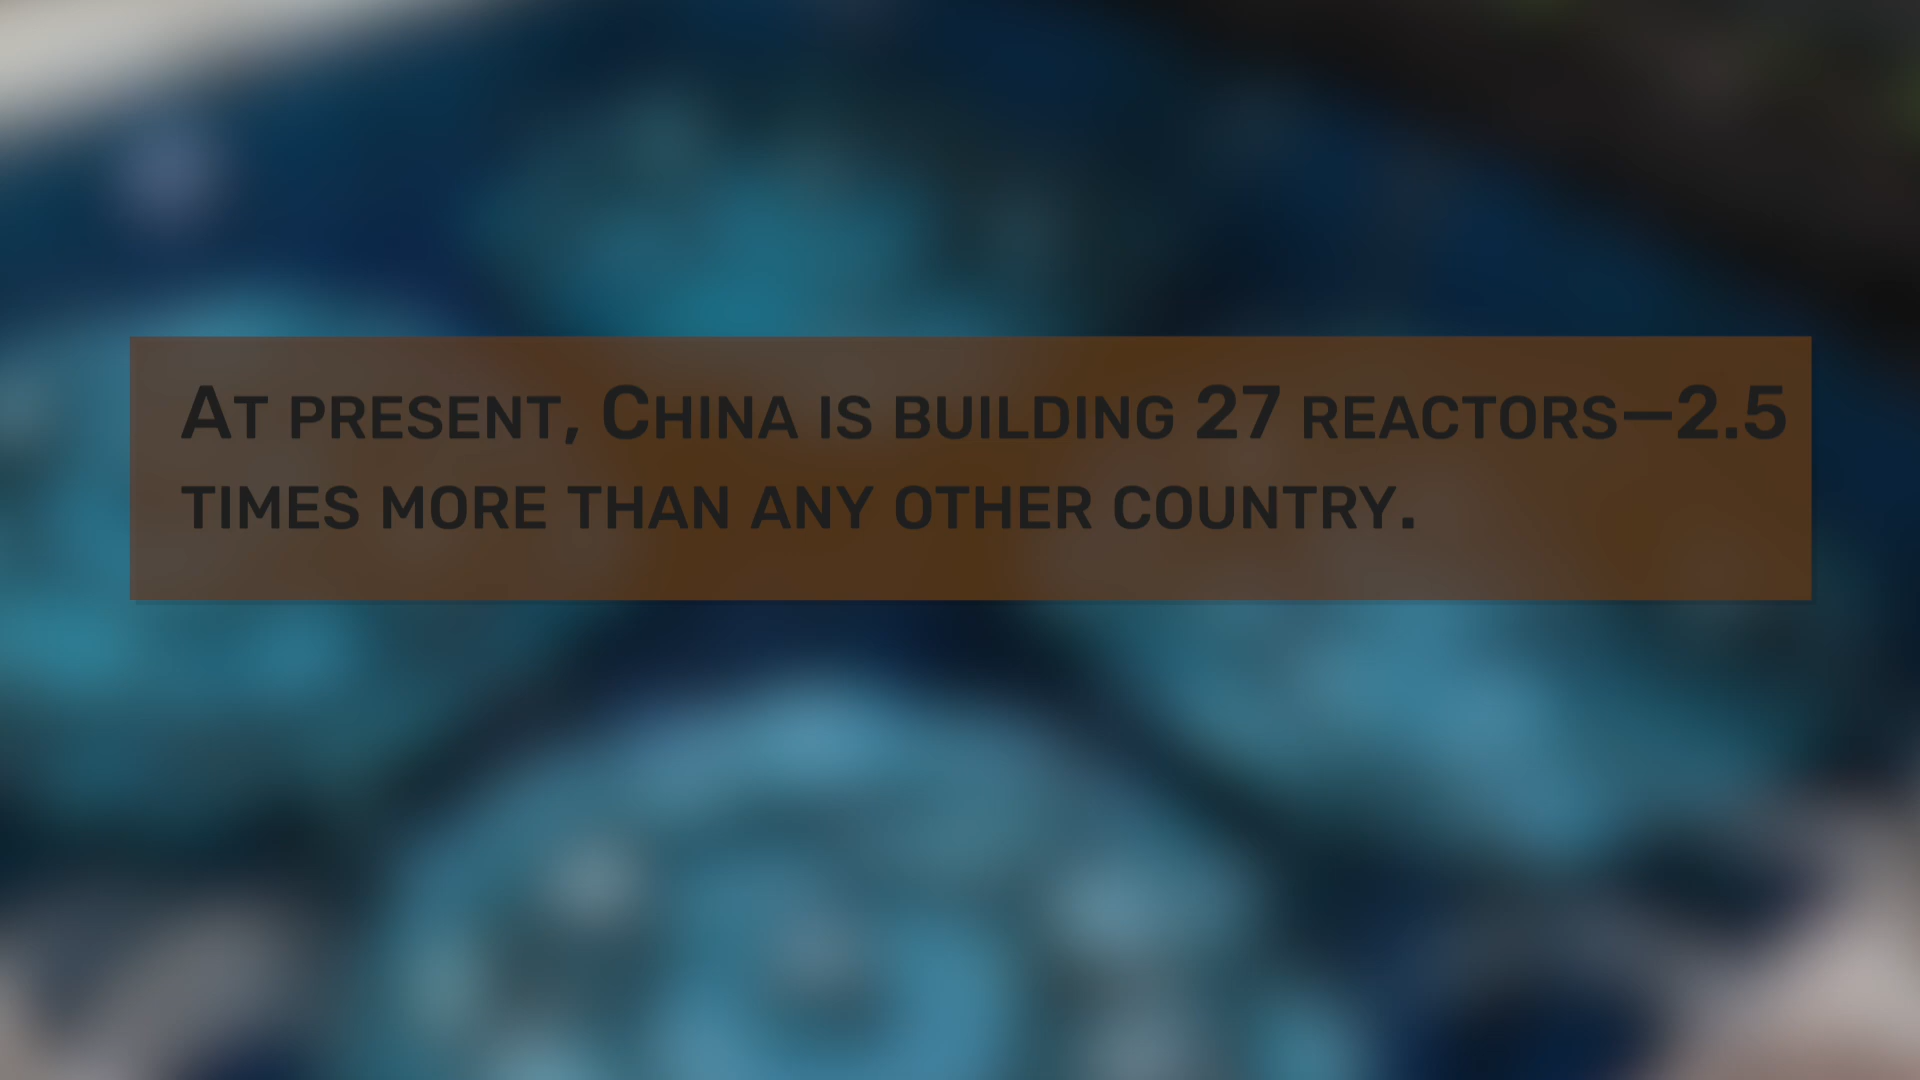 At present, China is building 27 reactors—2.5
times more than any other country.